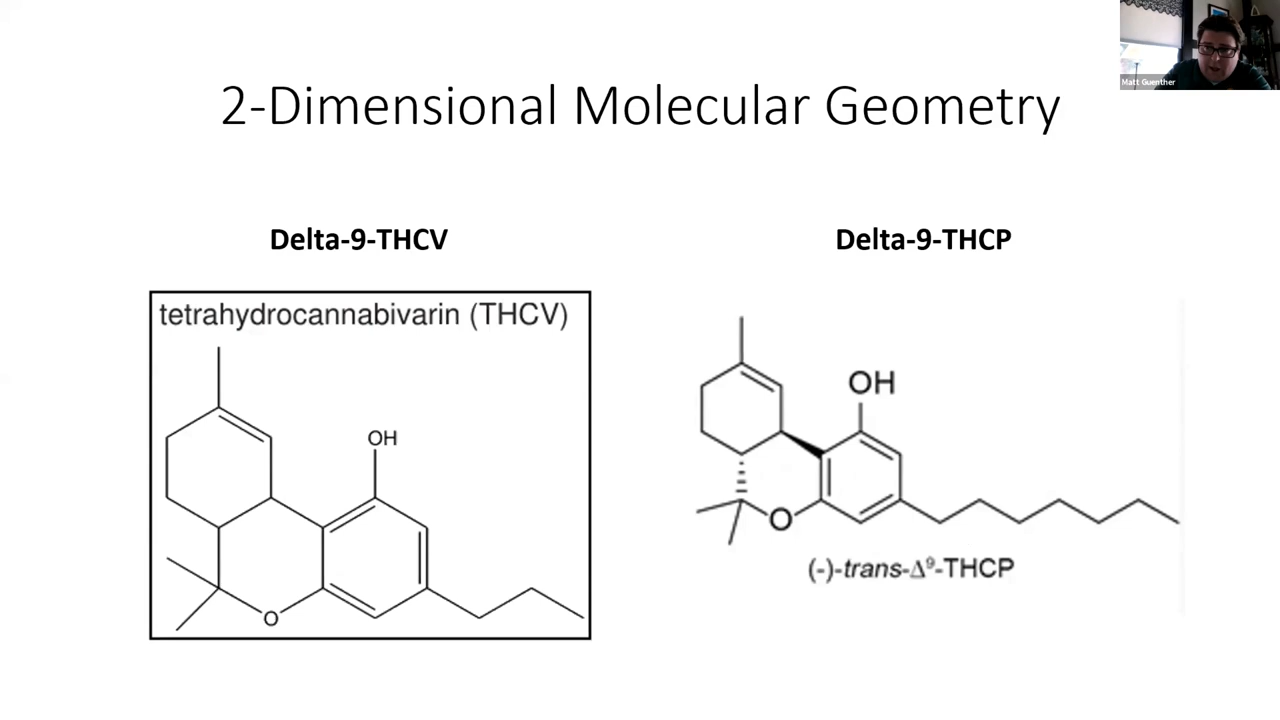 Matt Guenther
2-Dimensional Molecular Geometry
Delta-9-THCV
Delta-9-THCP
tetrahydrocannabivarin (THCV)
OH
O
OH
O
(-)-trans-Δ⁹-THCP